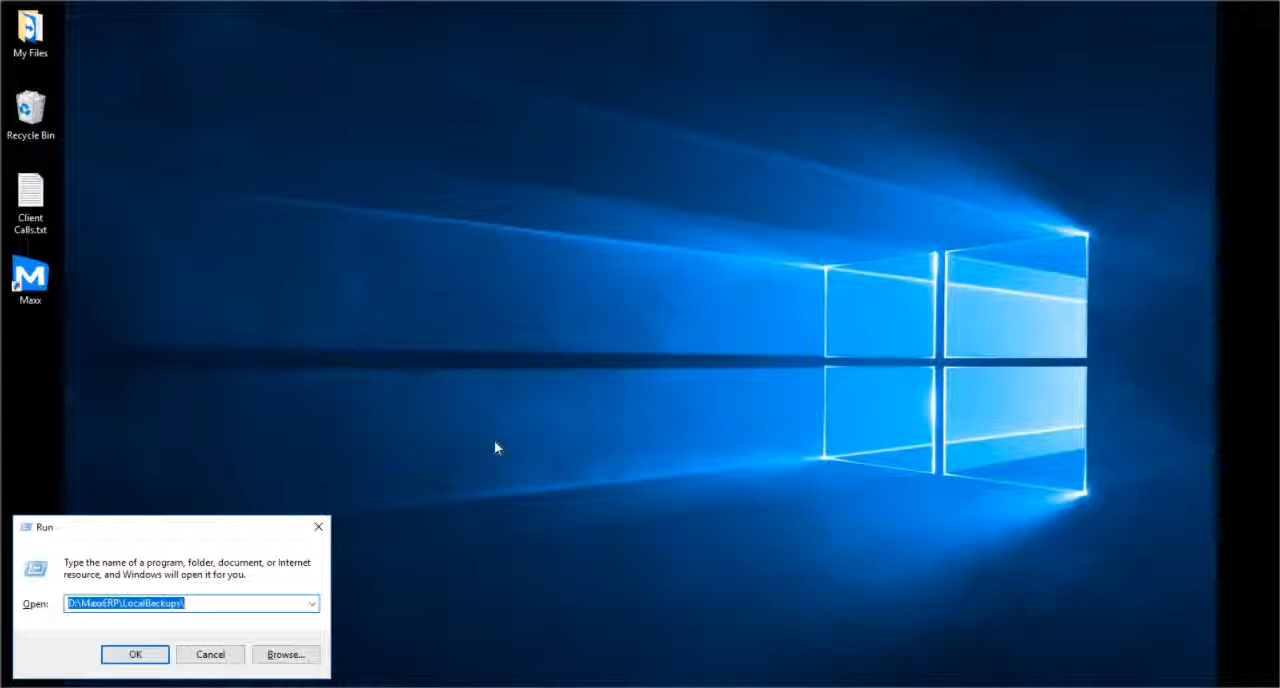 My Files
Recycle Bin
Client
Calls.txt
M
Maxx
Run
Type the name of a program, folder, document, or Internet
resource, and Windows will open it for you.
Open:
D:\MaxxERP\LocalBackups\
OK
Cancel
Browse...